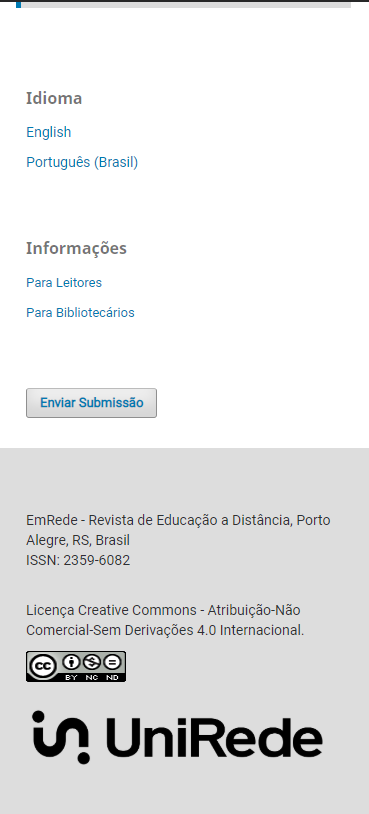 Idioma
English
Português (Brasil)
Informações
Para Leitores
Para Bibliotecários
Enviar Submissão
EmRede - Revista de Educação a Distância, Porto
Alegre, RS, Brasil
ISSN: 2359-6082
Licença Creative Commons - Atribuição-Não
Comercial-Sem Derivações 4.0 Internacional.
cc
BY NC ND
UniRede